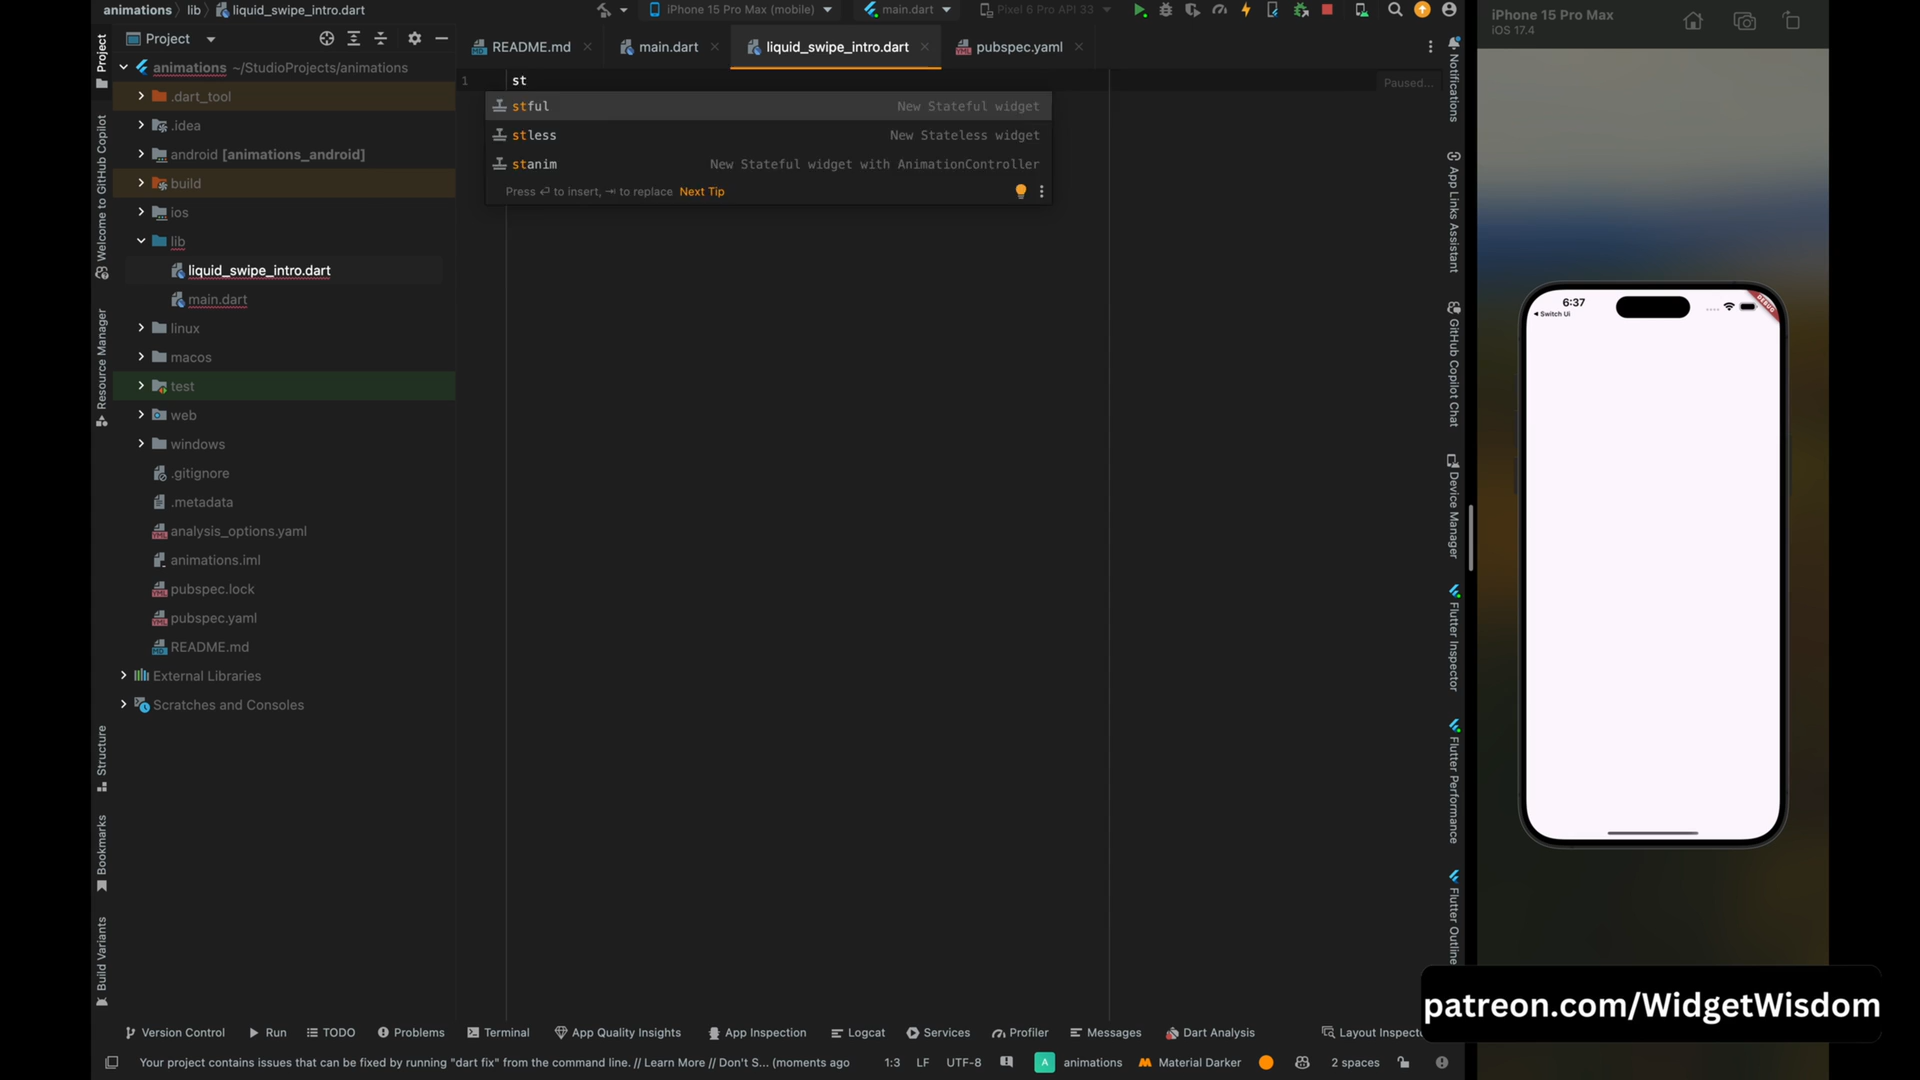 animations lib liquid_swipe_intro.dart
iPhone 15 Pro Max (mobile) main.dart Pixel 6 Pro API 33
Project
README.md main.dart liquid_swipe_intro.dart pubspec.yaml
animations ~/StudioProjects/animations
.dart_tool
.idea
android [animations_android]
build
ios
lib
liquid_swipe_intro.dart
main.dart
linux
macos
test
web
windows
.gitignore
.metadata
analysis_options.yaml
animations.iml
pubspec.lock
pubspec.yaml
README.md
External Libraries
Scratches and Consoles
Project
Welcome to GitHub Copilot
Resource Manager
Structure
Bookmarks
Build Variants
1 st
Paused...
stful New Stateful widget
stless New Stateless widget
stanim New Stateful widget with AnimationController
Press ⏎ to insert, ⇥ to replace Next Tip
Notifications
App Links Assistant
GitHub Copilot Chat
Device Manager
Flutter Inspector
Flutter Performance
Flutter Outline
iPhone 15 Pro Max
iOS 17.4
6:37
Switch Ui
DEBUG
patreon.com/WidgetWisdom
Version Control Run TODO Problems Terminal App Quality Insights App Inspection Logcat Services Profiler Messages Dart Analysis Layout Inspecto
Your project contains issues that can be fixed by running "dart fix" from the command line. // Learn More // Don't S... (moments ago 1:3 LF UTF-8 A animations Material Darker 2 spaces